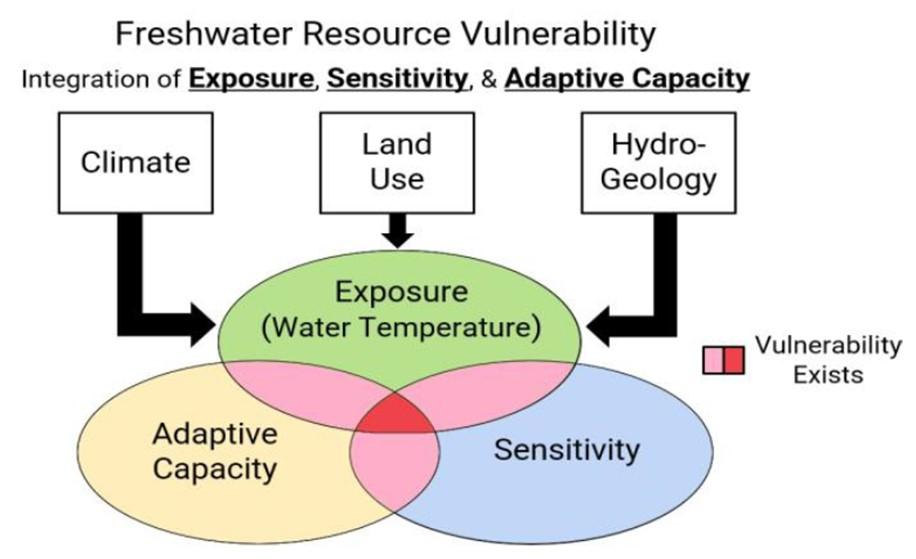 Freshwater Resource Vulnerability
Integration of Exposure, Sensitivity, & Adaptive Capacity
Climate
Land
Use
Hydro-
Geology
Exposure
(Water Temperature)
Vulnerability
Exists
Adaptive
Capacity
Sensitivity